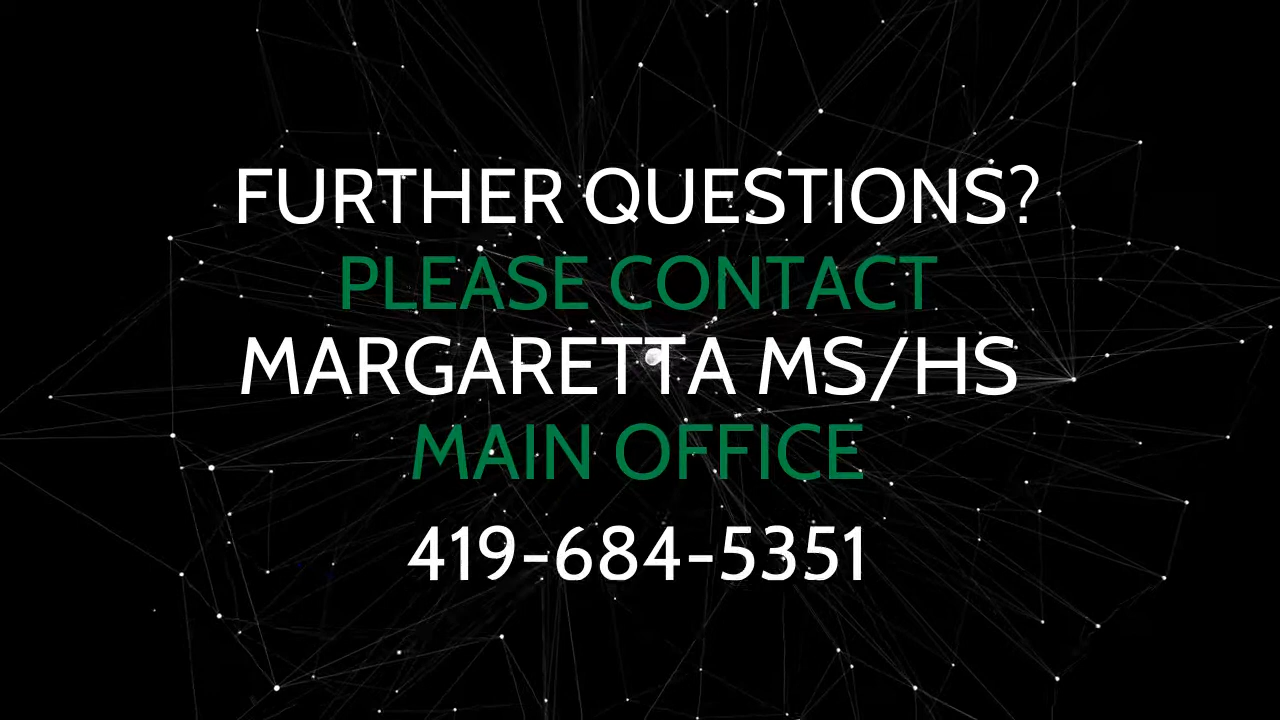 FURTHER QUESTIONS?
PLEASE CONTACT
MARGARETTA MS/HS
MAIN OFFICE
419-684-5351